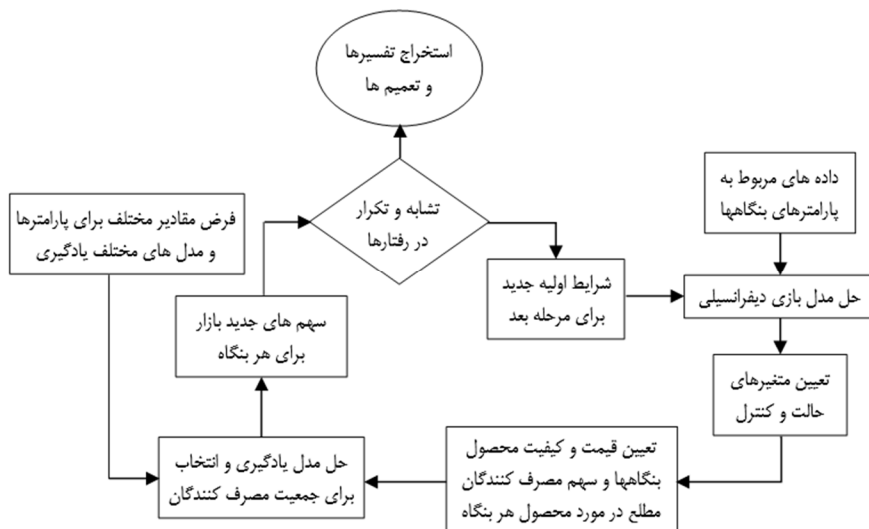 استخراج تفسیرها
و تعمیم ها
تشابه و تکرار
در رفتارها
داده های مربوط به
پارامترهای بنگاهها
فرض مقادیر مختلف برای پارامترها
و مدل های مختلف یادگیری
شرایط اولیه جدید
برای مرحله بعد
حل مدل بازی دیفرانسیلی
سهم های جدید بازار
برای هر بنگاه
تعیین متغیرهای
حالت و کنترل
تعیین قیمت و کیفیت محصول
بنگاهها و سهم مصرف کنندگان
مطلع در مورد محصول هر بنگاه
حل مدل یادگیری و انتخاب
برای جمعیت مصرف کنندگان